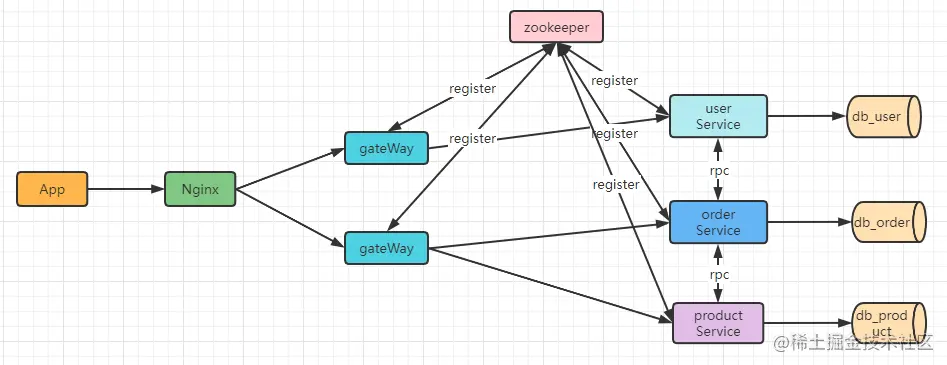 zookeeper
register
user
Service
db_user
register
register
gateWay
rpc
register
App
Nginx
order
Service
db_order
gateWay
rpc
product
Service
db_prod
uct
@稀土掘金技术社区